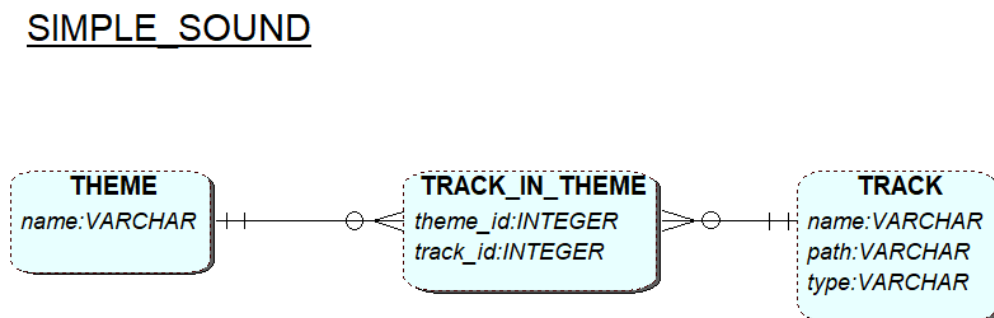 SIMPLE_SOUND
THEME
name:VARCHAR
TRACK_IN_THEME
theme_id:INTEGER
track_id:INTEGER
TRACK
name:VARCHAR
path:VARCHAR
type:VARCHAR